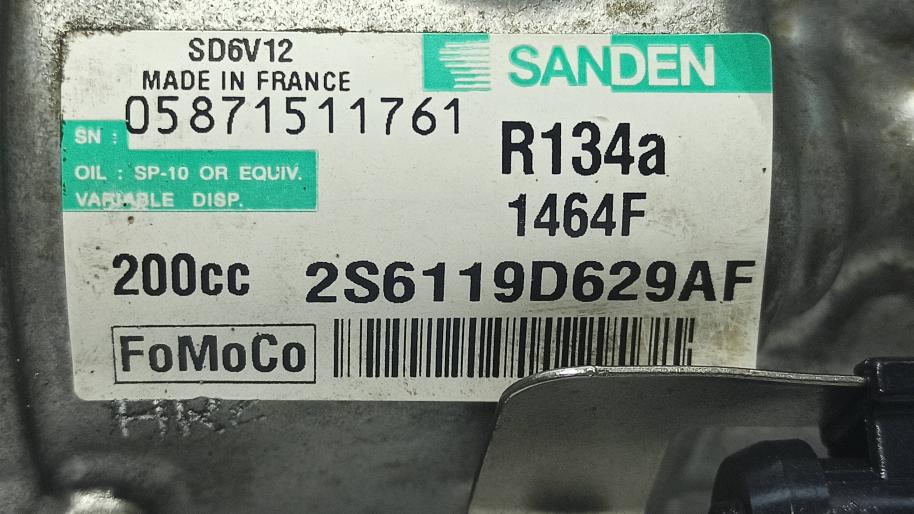 SD6V12
MADE IN FRANCE
SANDEN
SN : 05871511761
OIL : SP-10 OR EQUIV.
VARIABLE DISP.
R134a
1464F
200cc 2S6119D629AF
FoMoCo